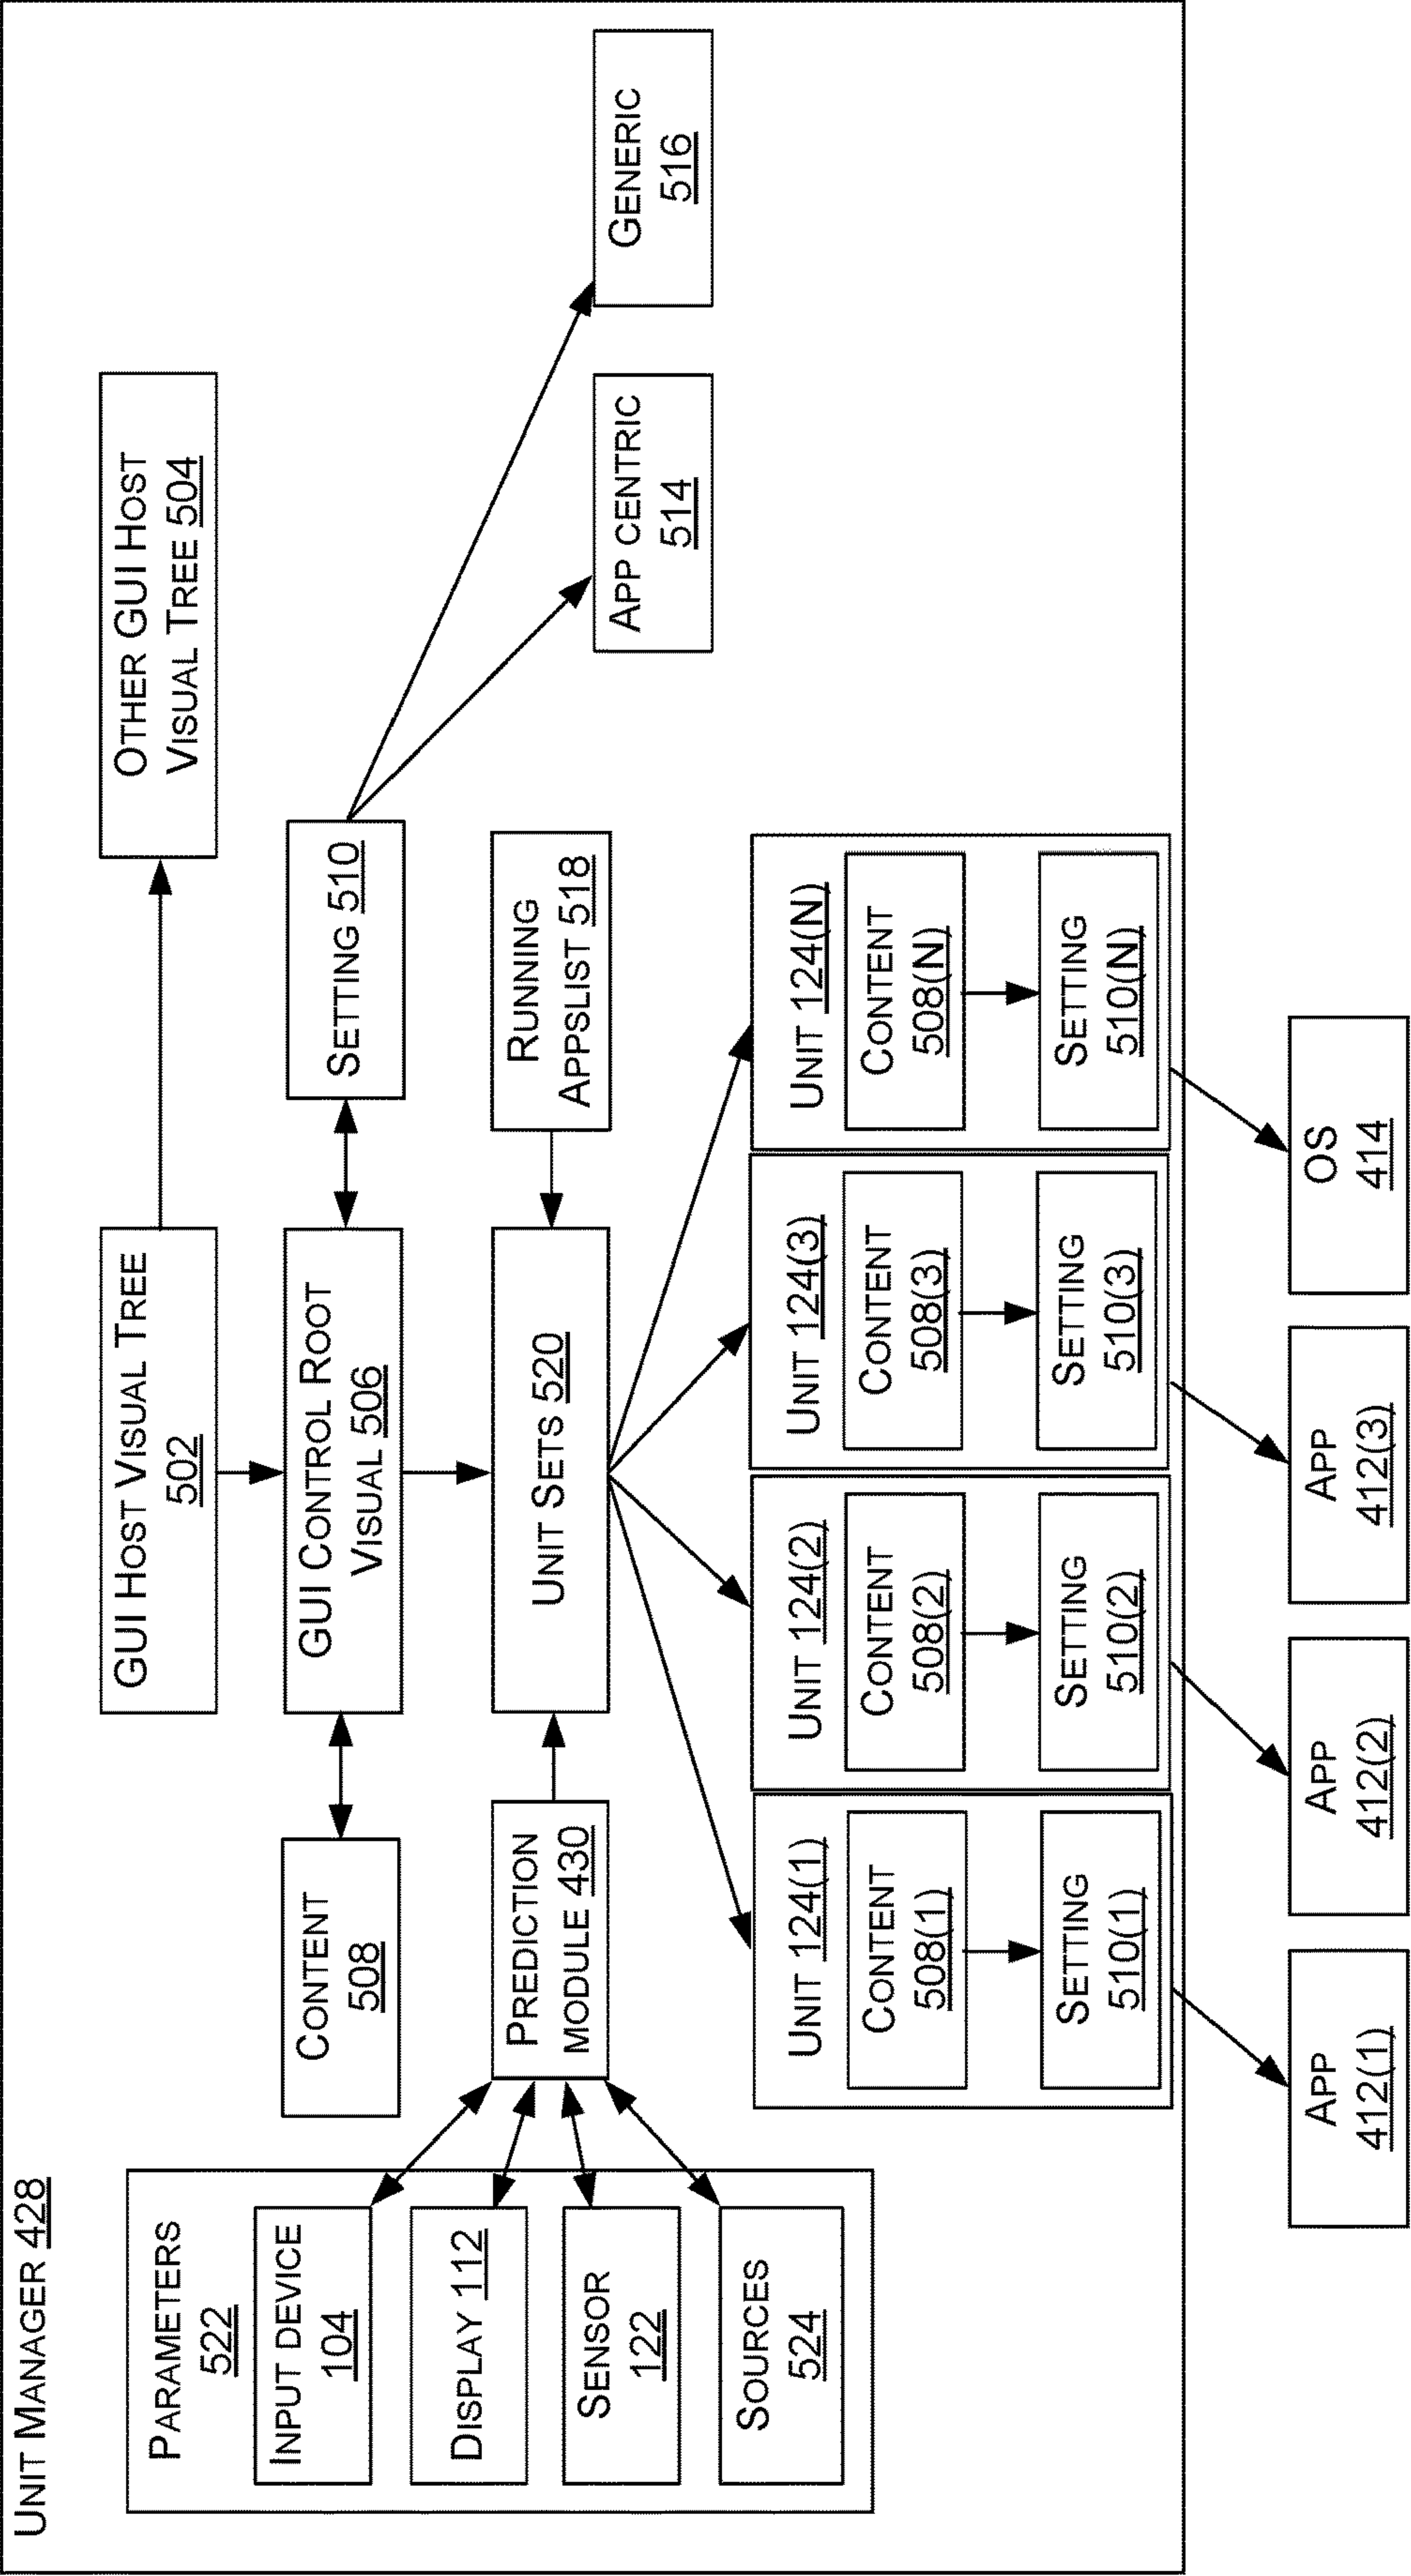 UNIT MANAGER 428
PARAMETERS
522
INPUT DEVICE
104
DISPLAY 112
SENSOR
122
SOURCES
524
GUI HOST VISUAL TREE
502
OTHER GUI HOST
VISUAL TREE 504
CONTENT
508
GUI CONTROL ROOT
VISUAL 506
SETTING 510
PREDICTION
MODULE 430
UNIT SETS 520
RUNNING
APPSLIST 518
APP CENTRIC
514
GENERIC
516
UNIT 124(1)
CONTENT
508(1)
SETTING
510(1)
UNIT 124(2)
CONTENT
508(2)
SETTING
510(2)
UNIT 124(3)
CONTENT
508(3)
SETTING
510(3)
UNIT 124(N)
CONTENT
508(N)
SETTING
510(N)
APP
412(1)
APP
412(2)
APP
412(3)
OS
414